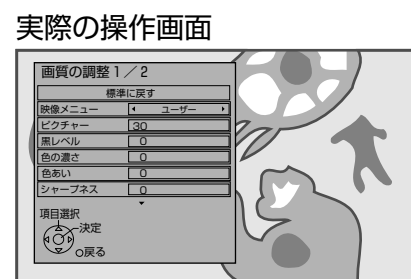 実際の操作画面
画質の調整1/2
標準に戻す
映像メニュー ユーザー
ピクチャー 30
黒レベル 0
色の濃さ 0
色あい 0
シャープネス 0
項目選択
決定
戻る